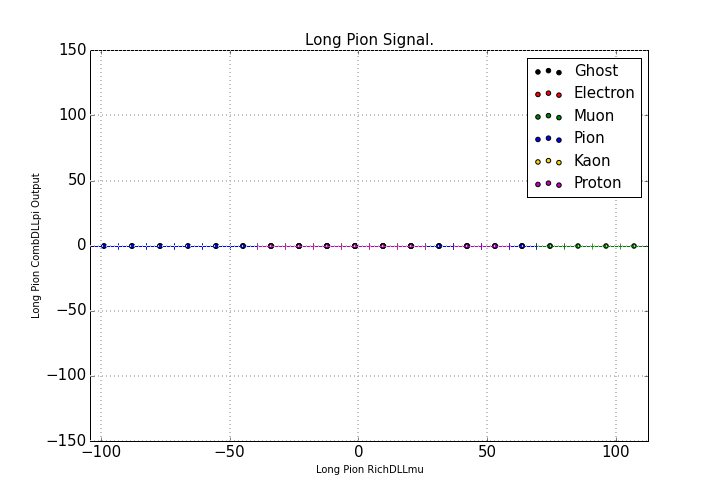 Long Pion Signal.
150
100
50
0
−50
−100
−150
Long Pion CombDLLpi Output
Ghost
Electron
Muon
Pion
Kaon
Proton
−100
−50
0
50
100
Long Pion RichDLLmu